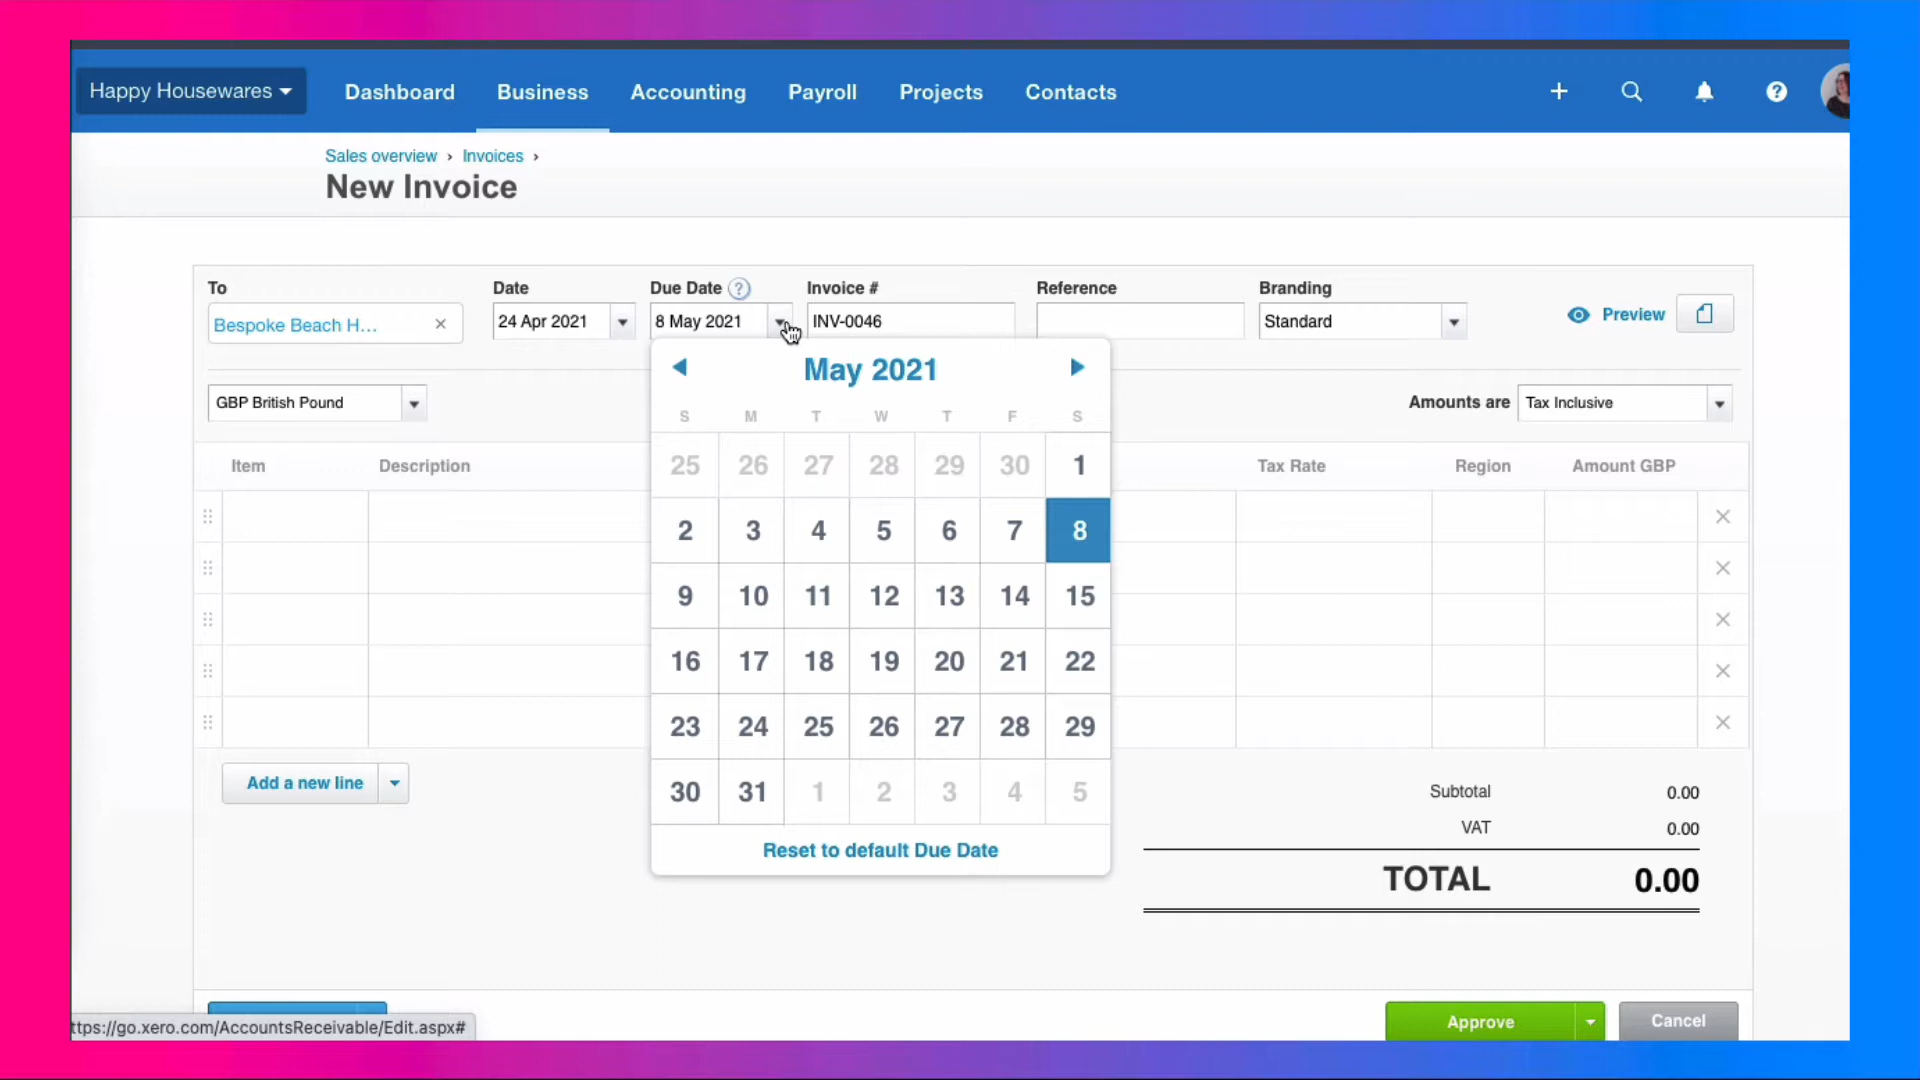 Happy Housewares
Dashboard
Business
Accounting
Payroll
Projects
Contacts
Sales overview › Invoices ›
New Invoice
To
Date
Due Date ?
Invoice #
Reference
Branding
Bespoke Beach H...
24 Apr 2021
8 May 2021
INV-0046
Standard
Preview
GBP British Pound
Amounts are
Tax Inclusive
May 2021
S M T W T F S
25 26 27 28 29 30 1
2 3 4 5 6 7 8
9 10 11 12 13 14 15
16 17 18 19 20 21 22
23 24 25 26 27 28 29
30 31 1 2 3 4 5
Reset to default Due Date
Item
Description
Tax Rate
Region
Amount GBP
Add a new line
Subtotal 0.00
VAT 0.00
TOTAL 0.00
ttps://go.xero.com/AccountsReceivable/Edit.aspx#
Approve
Cancel